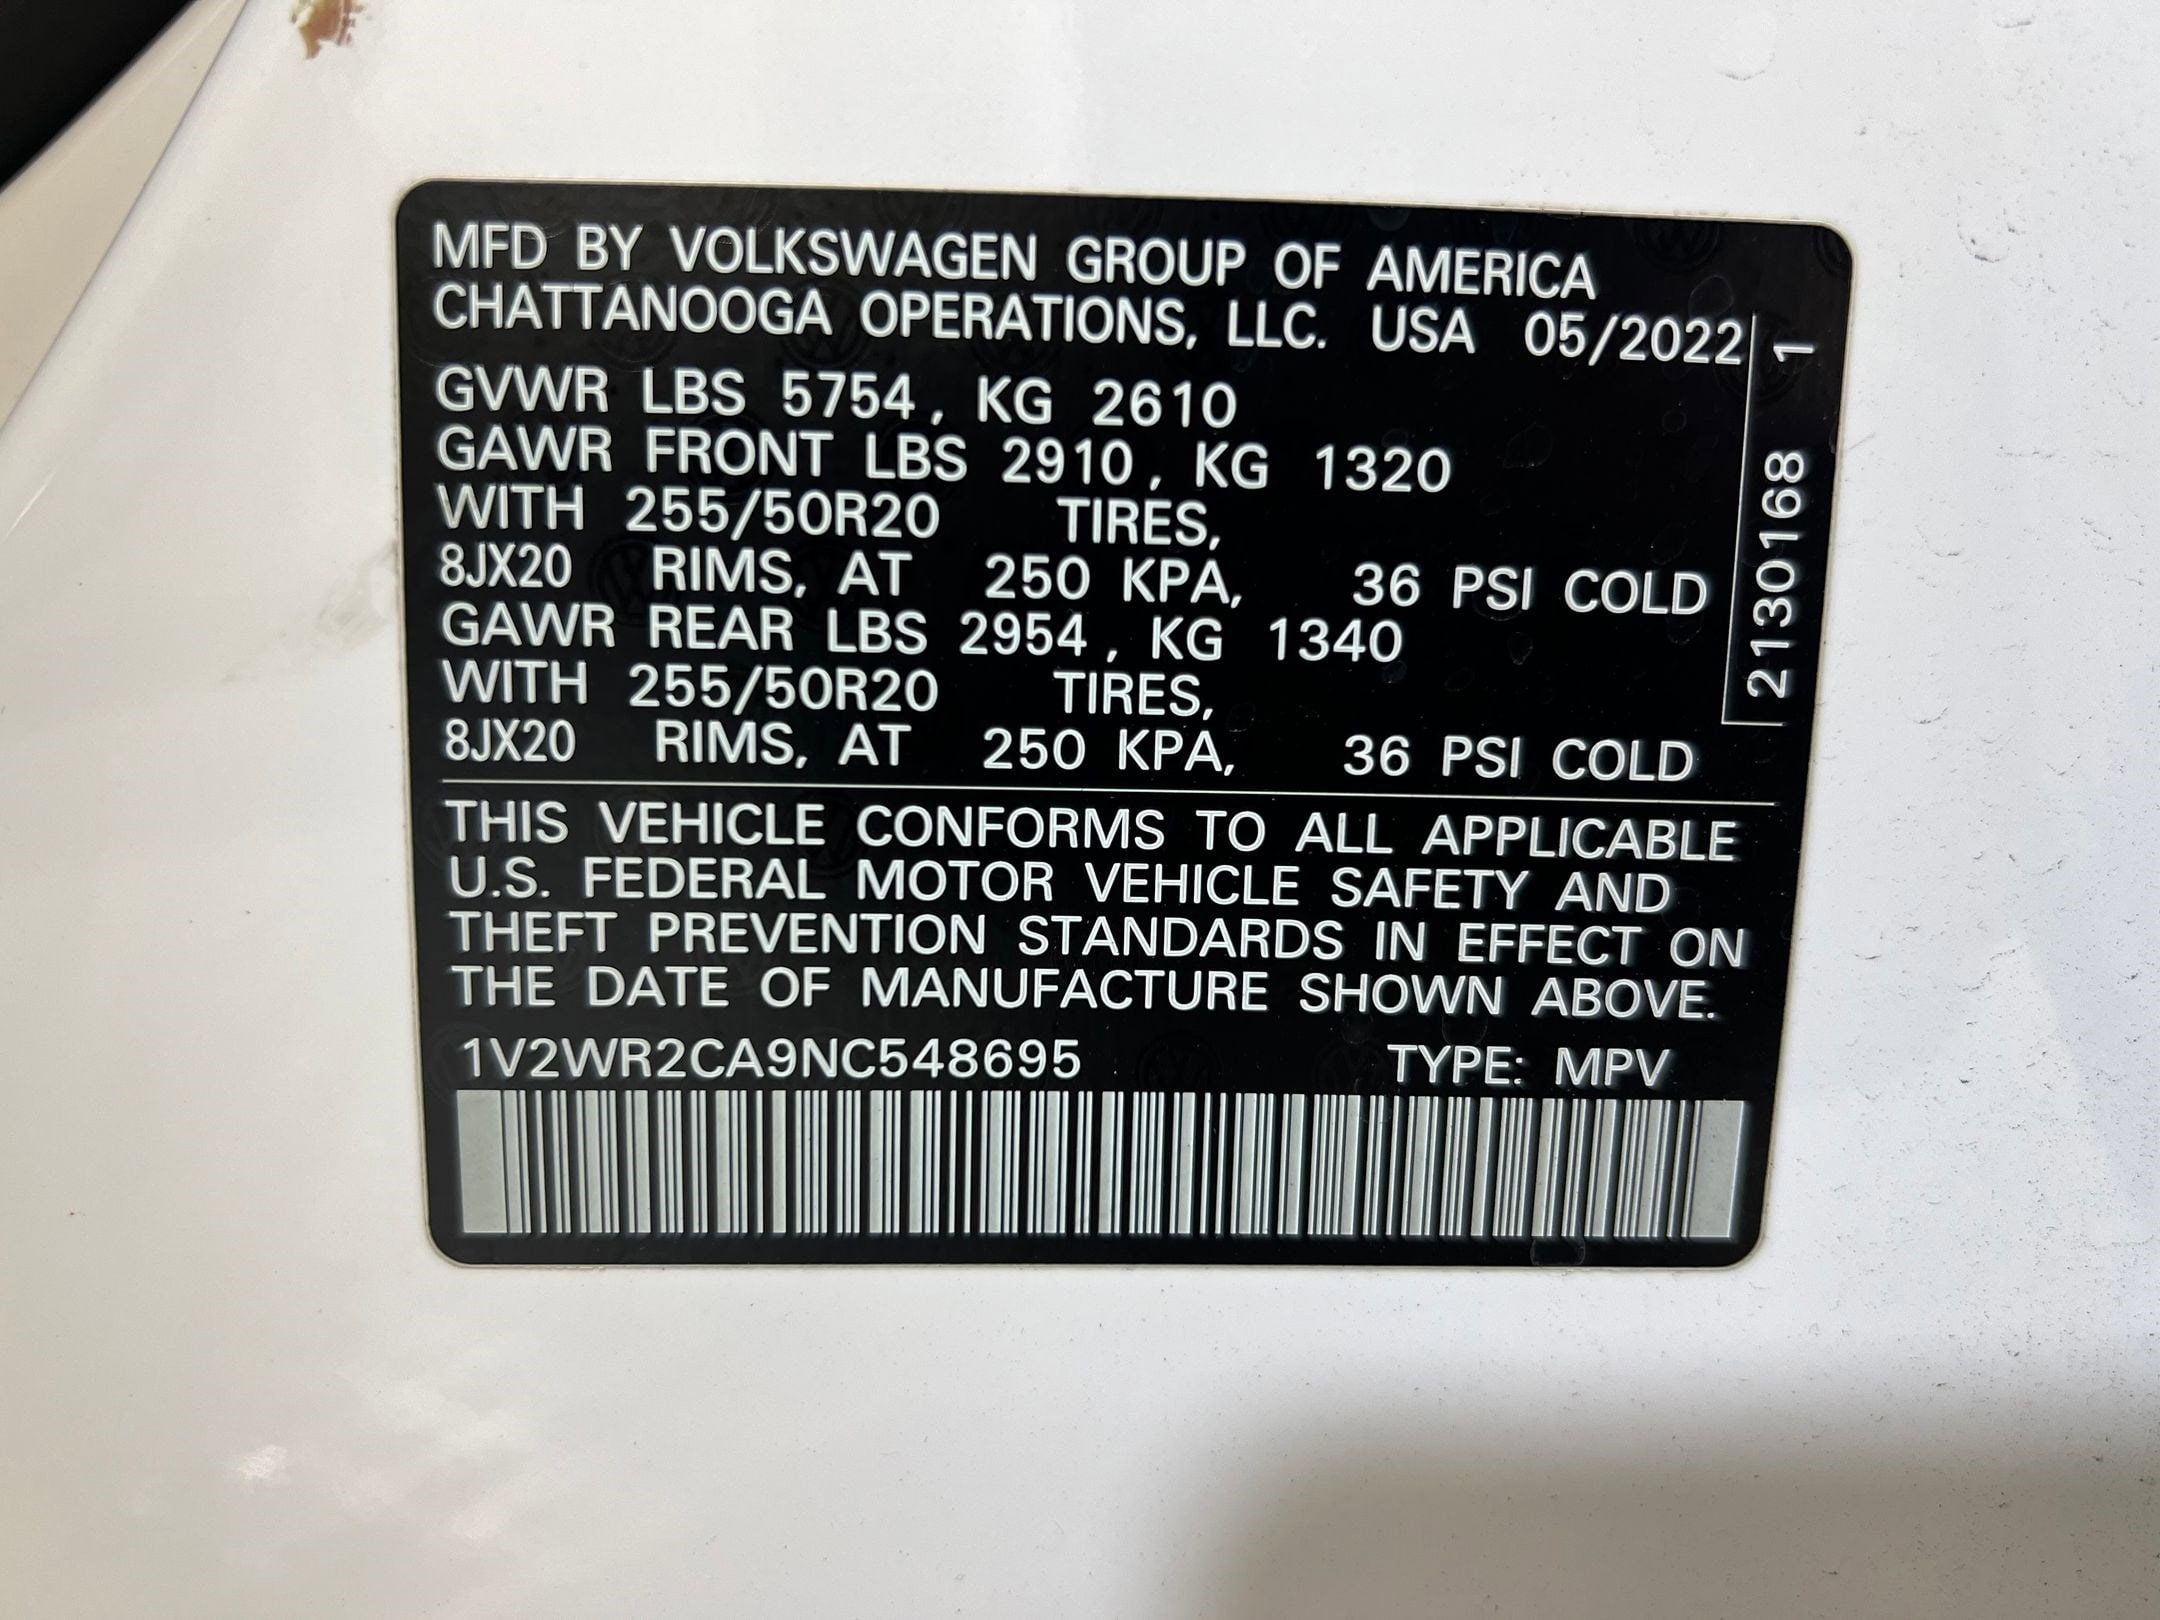 MFD BY VOLKSWAGEN GROUP OF AMERICA
CHATTANOOGA OPERATIONS, LLC. USA 05/2022
GVWR LBS 5754, KG 2610
GAWR FRONT LBS 2910, KG 1320
WITH 255/50R20 TIRES,
8JX20 RIMS, AT 250 KPA, 36 PSI COLD
GAWR REAR LBS 2954, KG 1340
WITH 255/50R20 TIRES,
8JX20 RIMS, AT 250 KPA, 36 PSI COLD
2130168 1
THIS VEHICLE CONFORMS TO ALL APPLICABLE
U.S. FEDERAL MOTOR VEHICLE SAFETY AND
THEFT PREVENTION STANDARDS IN EFFECT ON
THE DATE OF MANUFACTURE SHOWN ABOVE.
1V2WR2CA9NC548695 TYPE: MPV